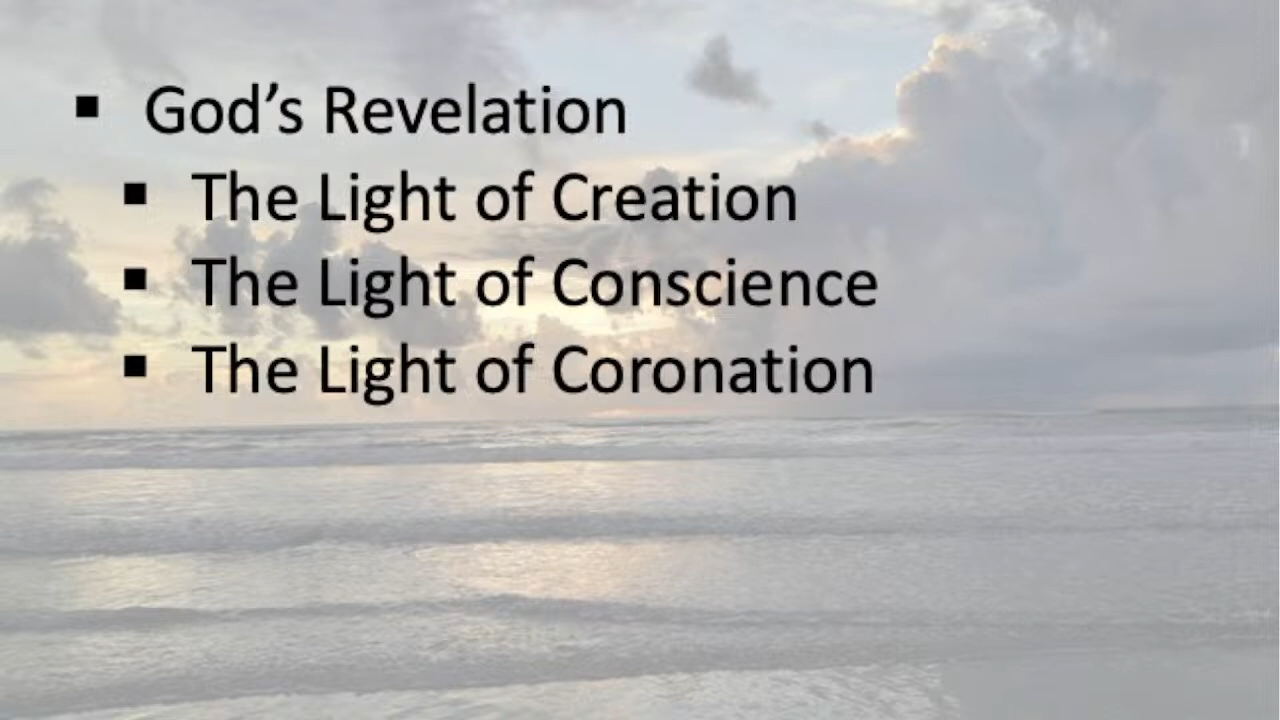 ▪ God’s Revelation
▪ The Light of Creation
▪ The Light of Conscience
▪ The Light of Coronation